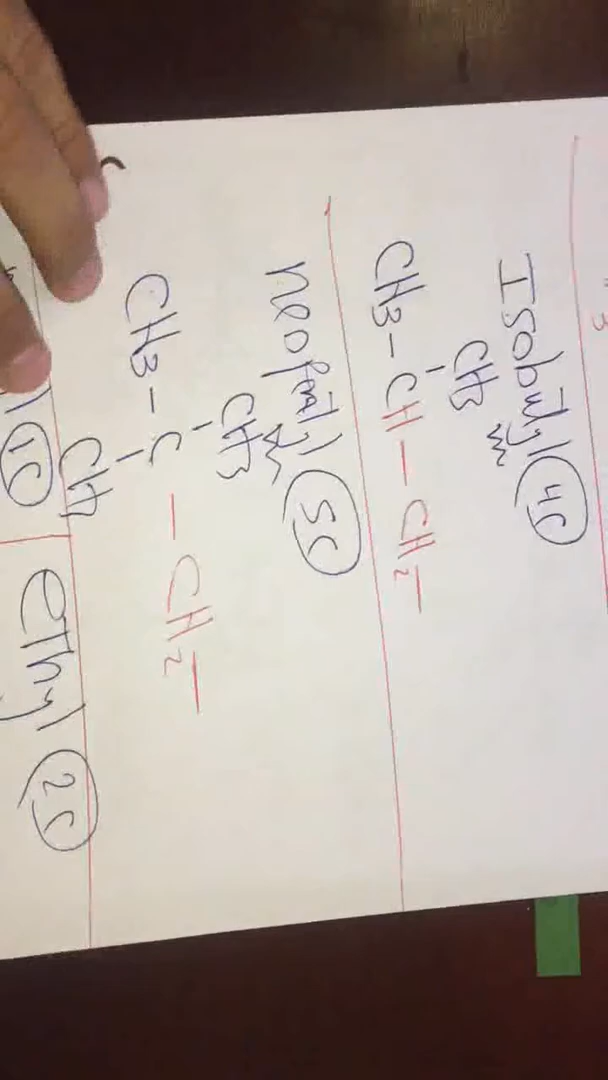 Isobutyl 4C
CH3
CH3 - CH - CH2 -
neopentyl 5C
CH3
CH3 - C - CH2 -
CH3
1C
ethyl 2C